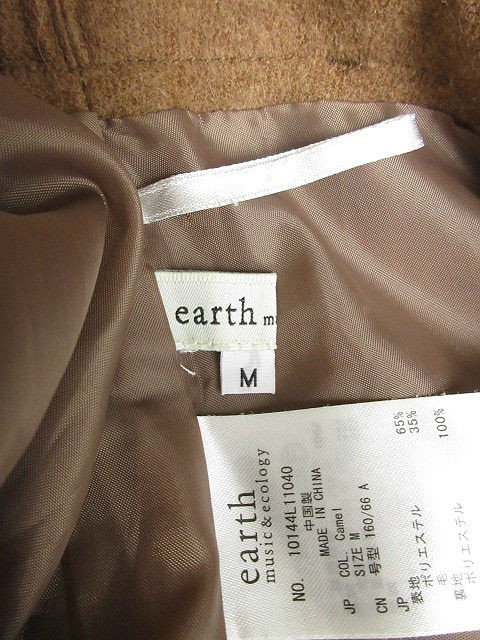 earth m
M
earth
music&ecology
NO. 10144L11040
中国製
MADE IN CHINA
JP COL. Camel
SIZE M
CN 号型 160/66 A
JP
表地
ポリエステル 65%
毛 35%
裏地
ポリエステル 100%